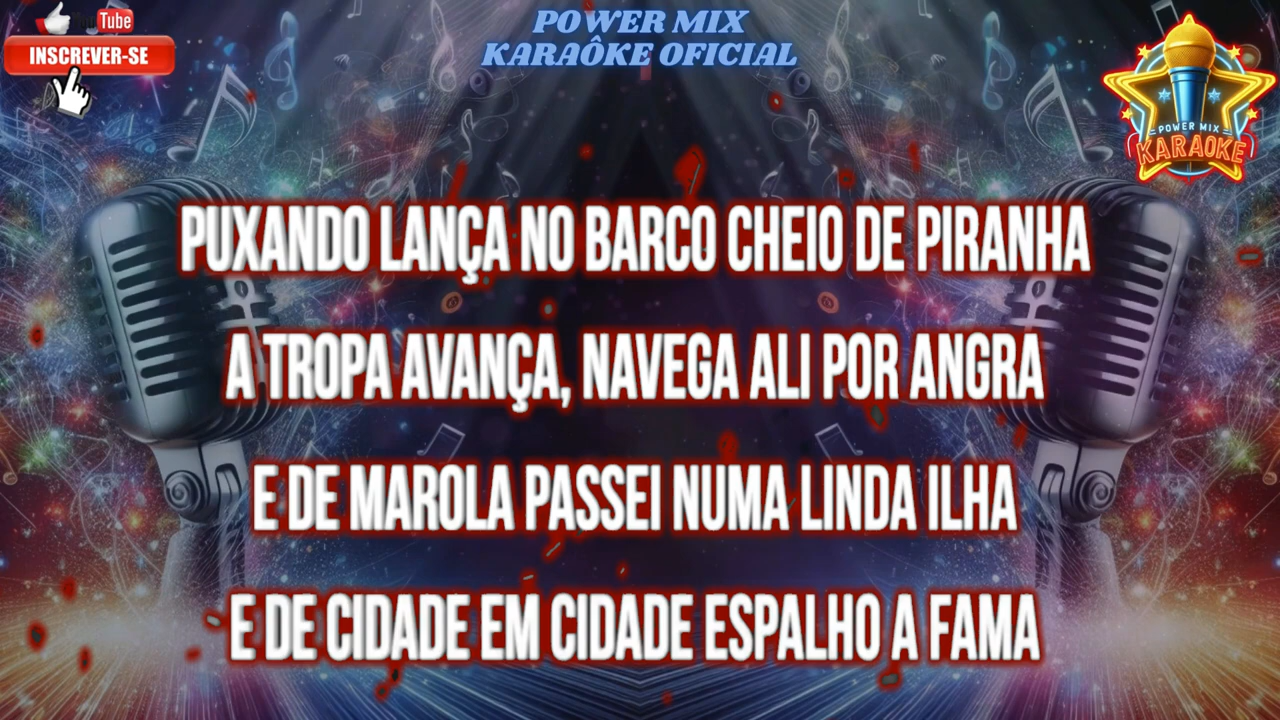 Tube
INSCREVER-SE
POWER MIX
KARAÔKE OFICIAL
POWER MIX
KARAOKE
PUXANDO LANÇA NO BARCO CHEIO DE PIRANHA
A TROPA AVANÇA, NAVEGA ALI POR ANGRA
E DE MAROLA PASSEI NUMA LINDA ILHA
E DE CIDADE EM CIDADE ESPALHO A FAMA